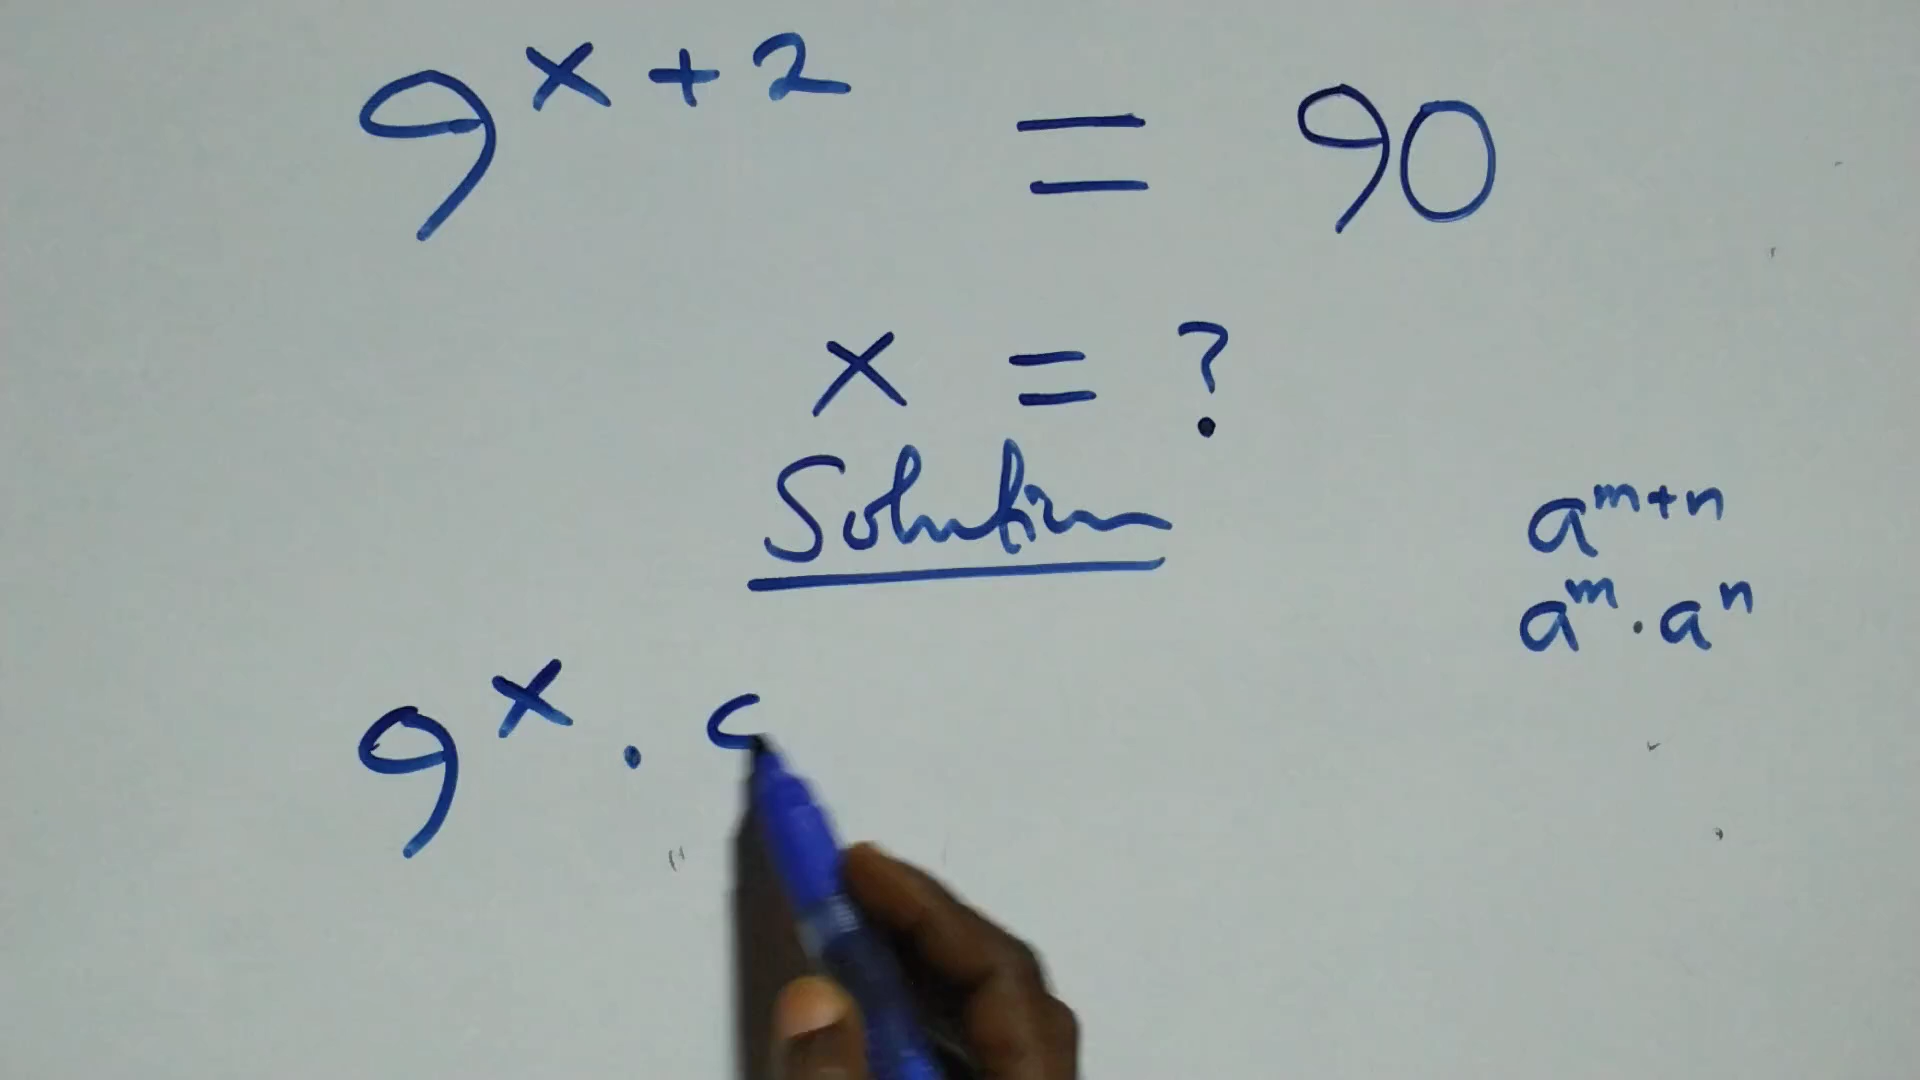 9^{x+2} = 90
x = ?
Solution
a^{m+n}
a^m . a^n
9^x .